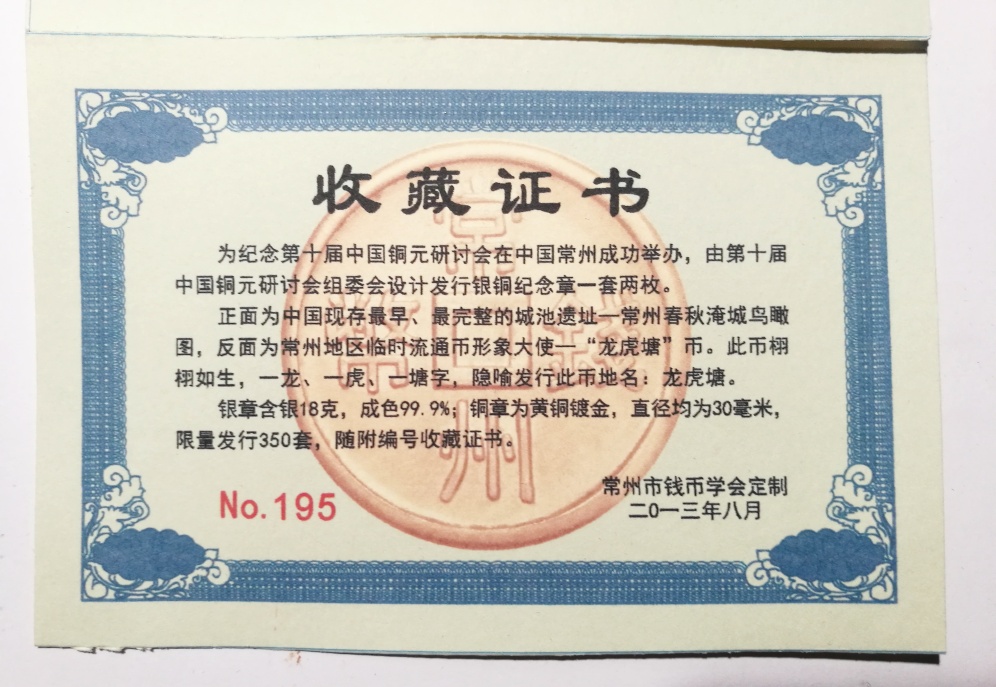 收藏证书
为纪念第十届中国铜元研讨会在中国常州成功举办，由第十届
中国铜元研讨会组委会设计发行银铜纪念章一套两枚。
正面为中国现存最早、最完整的城池遗址—常州春秋淹城鸟瞰
图，反面为常州地区临时流通币形象大使—“龙虎塘”币。此币栩
栩如生，一龙、一虎、一塘字，隐喻发行此币地名：龙虎塘。
银章含银18克，成色99.9%；铜章为黄铜镀金，直径均为30毫米，
限量发行350套，随附编号收藏证书。
No.195
常州市钱币学会定制
二0一三年八月
常
幣 錢
州